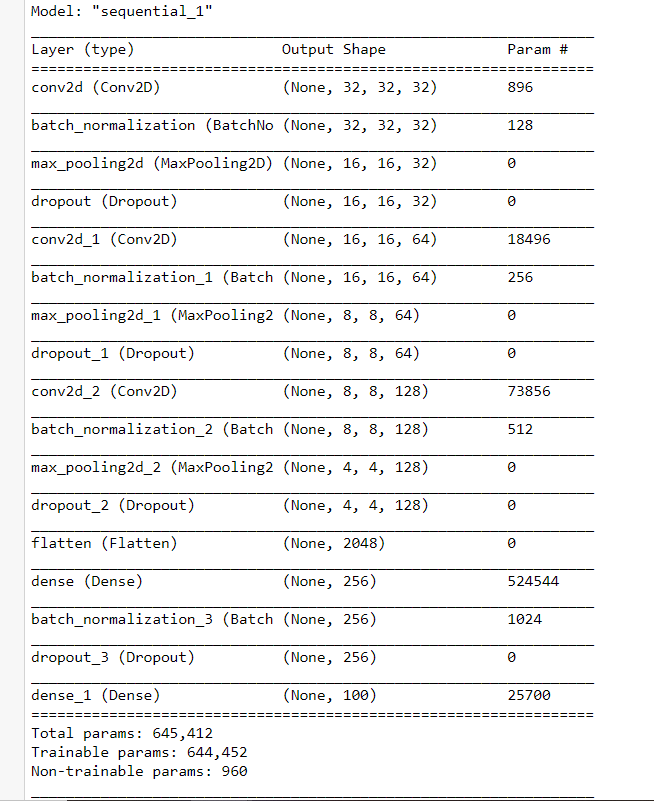 Model: "sequential_1"
Layer (type) Output Shape Param #
conv2d (Conv2D) (None, 32, 32, 32) 896
batch_normalization (BatchNo (None, 32, 32, 32) 128
max_pooling2d (MaxPooling2D) (None, 16, 16, 32) 0
dropout (Dropout) (None, 16, 16, 32) 0
conv2d_1 (Conv2D) (None, 16, 16, 64) 18496
batch_normalization_1 (Batch (None, 16, 16, 64) 256
max_pooling2d_1 (MaxPooling2 (None, 8, 8, 64) 0
dropout_1 (Dropout) (None, 8, 8, 64) 0
conv2d_2 (Conv2D) (None, 8, 8, 128) 73856
batch_normalization_2 (Batch (None, 8, 8, 128) 512
max_pooling2d_2 (MaxPooling2 (None, 4, 4, 128) 0
dropout_2 (Dropout) (None, 4, 4, 128) 0
flatten (Flatten) (None, 2048) 0
dense (Dense) (None, 256) 524544
batch_normalization_3 (Batch (None, 256) 1024
dropout_3 (Dropout) (None, 256) 0
dense_1 (Dense) (None, 100) 25700
Total params: 645,412
Trainable params: 644,452
Non-trainable params: 960